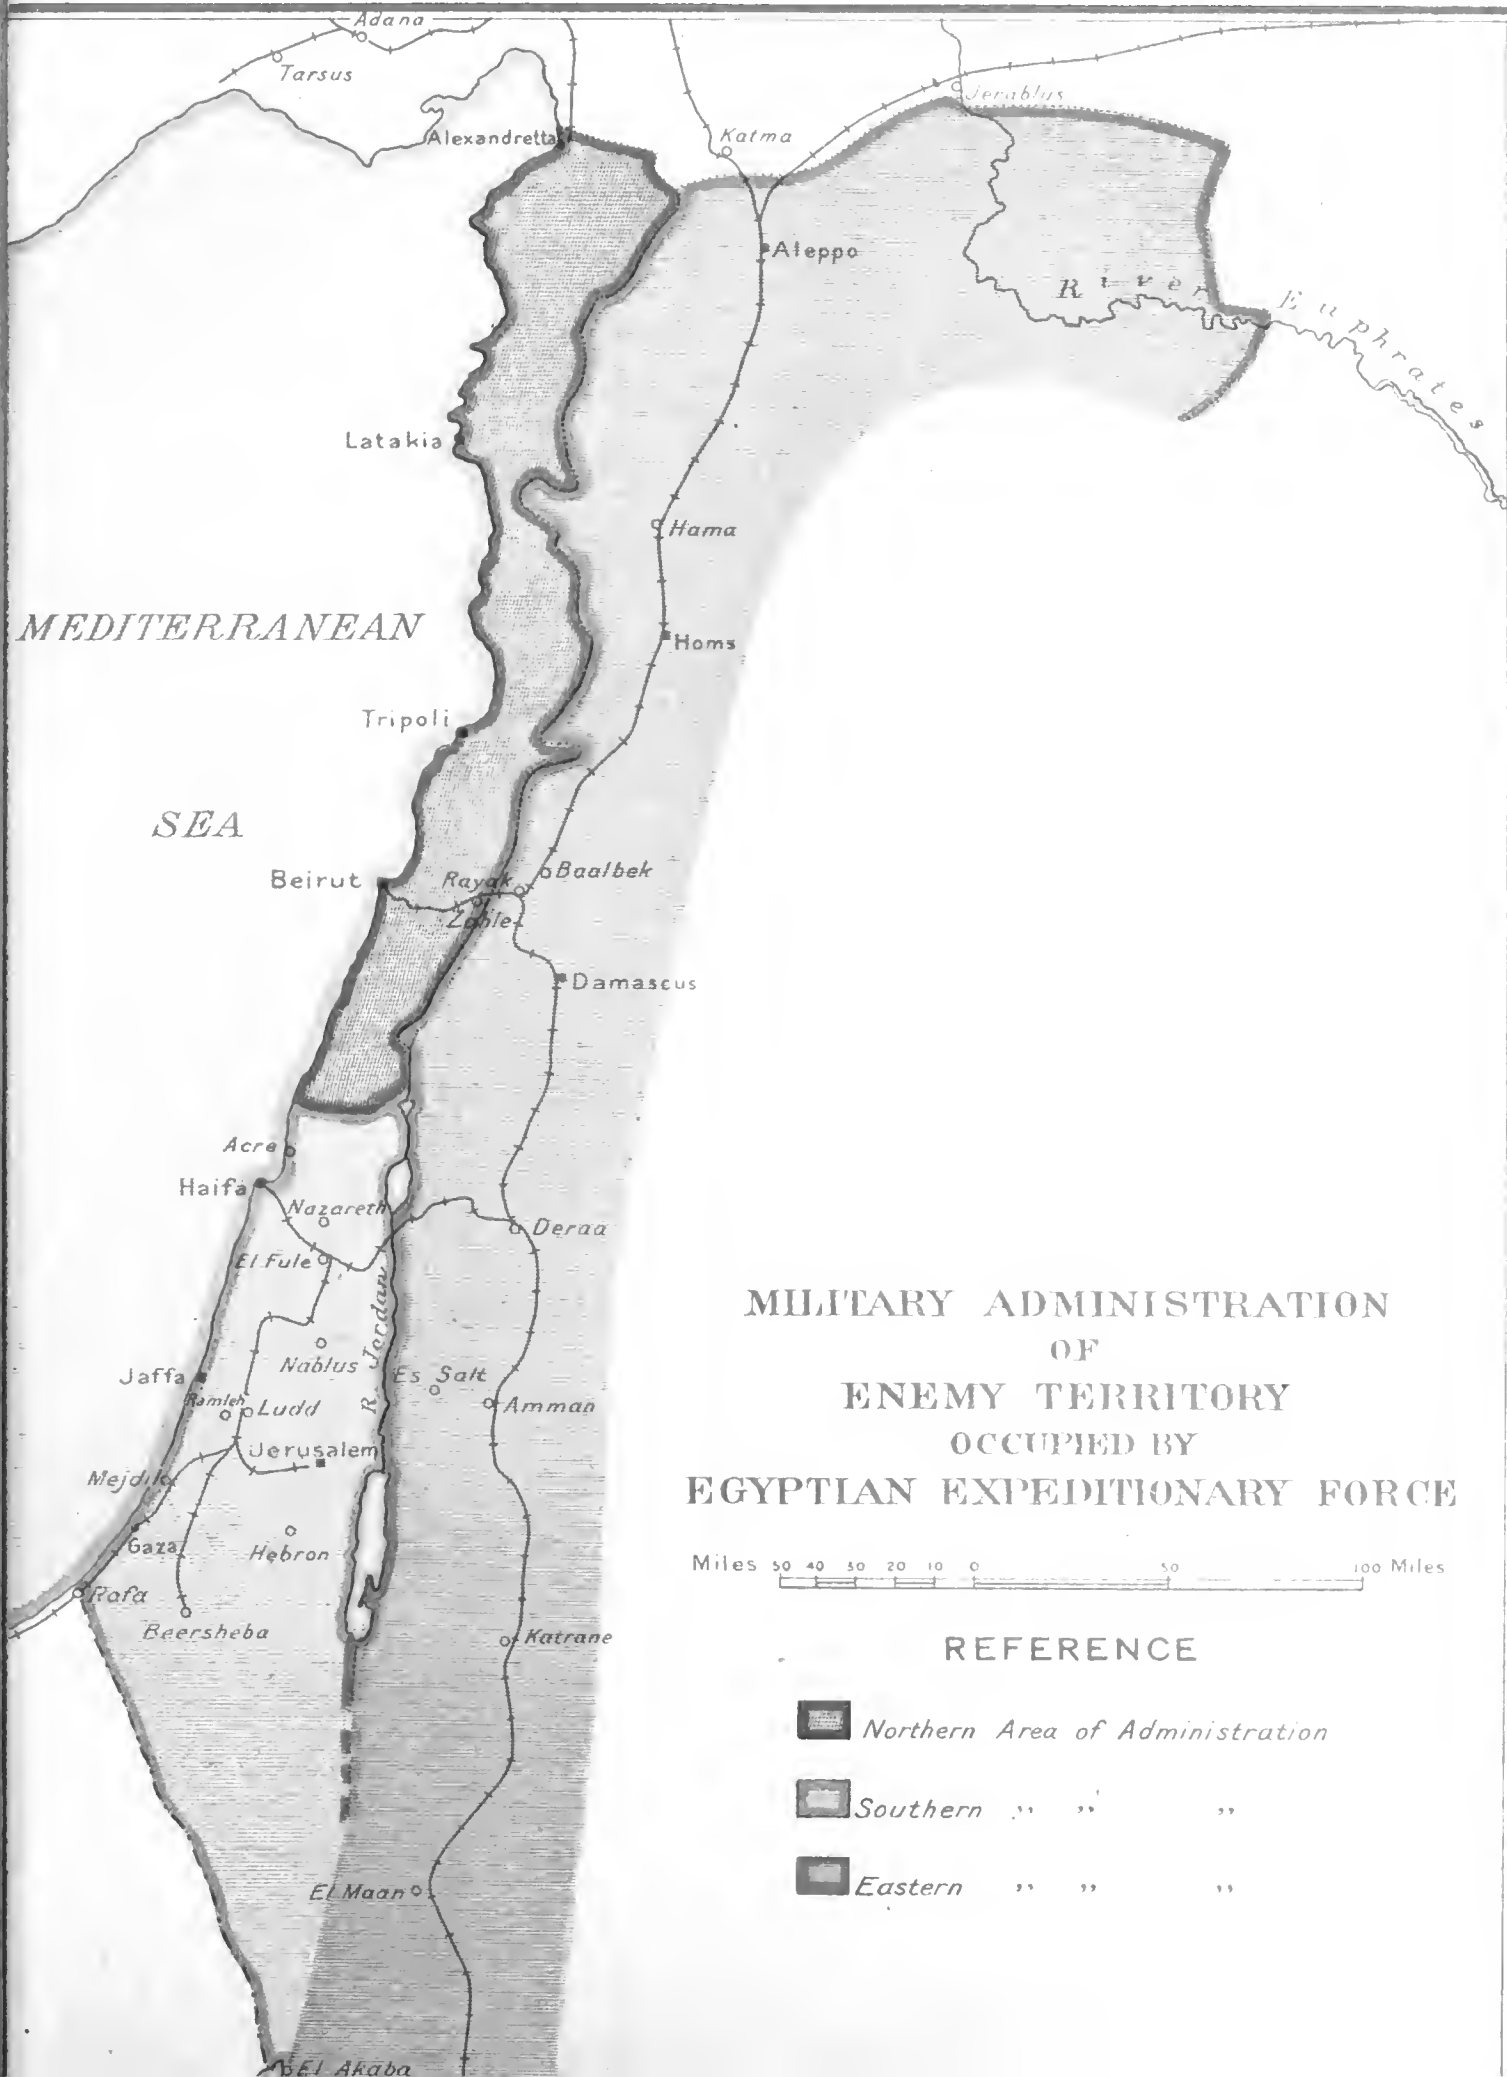 Adana
Tarsus
Alexandretta
Katma
Jerablus
Aleppo
River Euphrates
Latakia
Hama
MEDITERRANEAN
Homs
Tripoli
SEA
Beirut
Rayak
Baalbek
Zahle
Damascus
Acre
Haifa
Nazareth
Deraa
El Fule
R. Jordan
Nablus
Es Salt
Jaffa
Ramleh
Ludd
Amman
Jerusalem
Mejdil
Gaza
Hebron
Rafa
Beersheba
Katrane
El Maan
El Akaba
MILITARY ADMINISTRATION
OF
ENEMY TERRITORY
OCCUPIED BY
EGYPTIAN EXPEDITIONARY FORCE
Miles 50 40 30 20 10 0 50 100 Miles
REFERENCE
Northern Area of Administration
Southern ,, ,, ,,
Eastern ,, ,, ,,